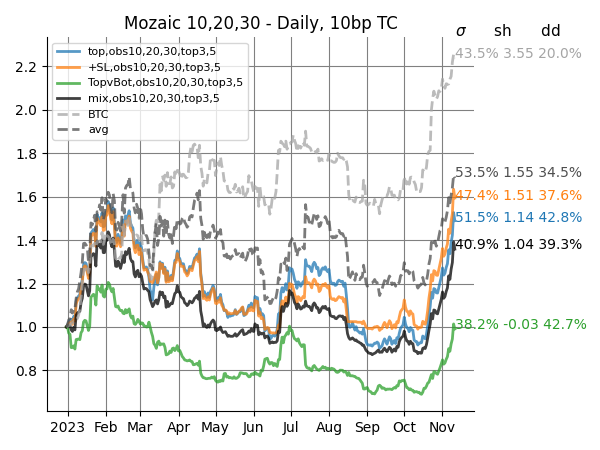 Mozaic 10,20,30 - Daily, 10bp TC
σ sh dd
top,obs10,20,30,top3,5
+SL,obs10,20,30,top3,5
TopvBot,obs10,20,30,top3,5
mix,obs10,20,30,top3,5
BTC
avg
43.5% 3.55 20.0%
53.5% 1.55 34.5%
47.4% 1.51 37.6%
51.5% 1.14 42.8%
40.9% 1.04 39.3%
38.2% -0.03 42.7%
2.2
2.0
1.8
1.6
1.4
1.2
1.0
0.8
2023 Feb Mar Apr May Jun Jul Aug Sep Oct Nov